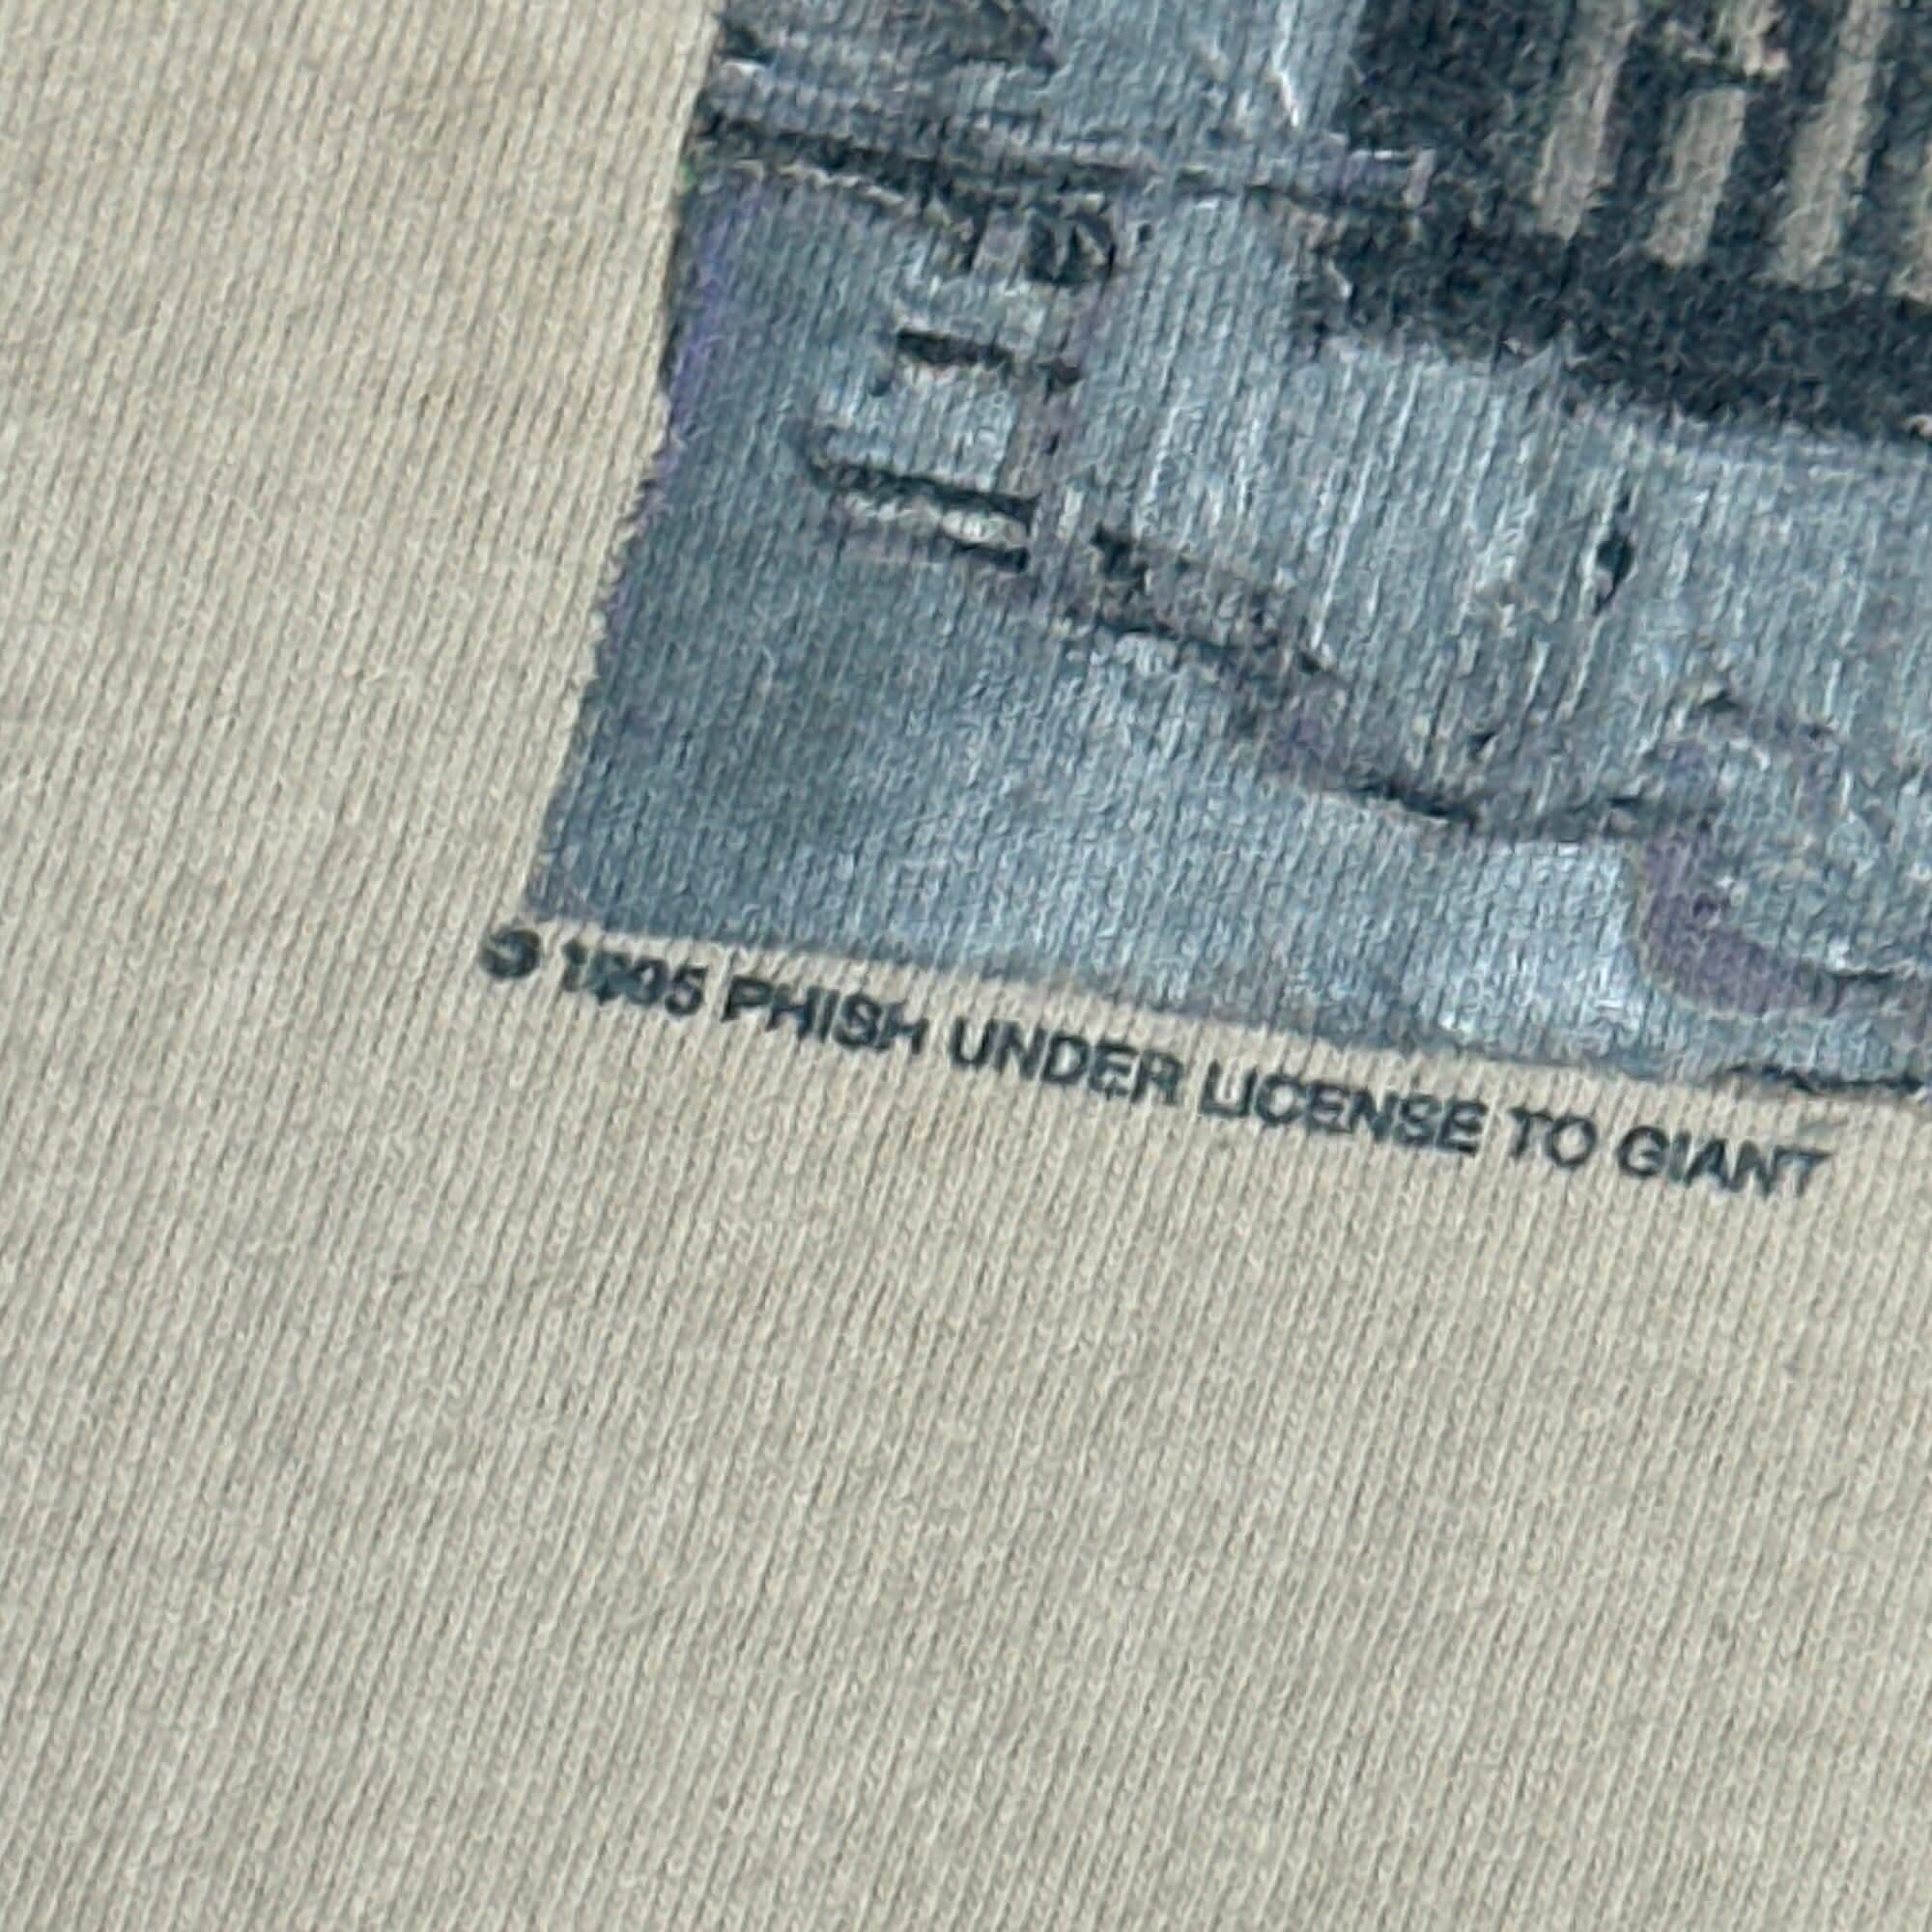 © 1995 PHISH UNDER LICENSE TO GIANT